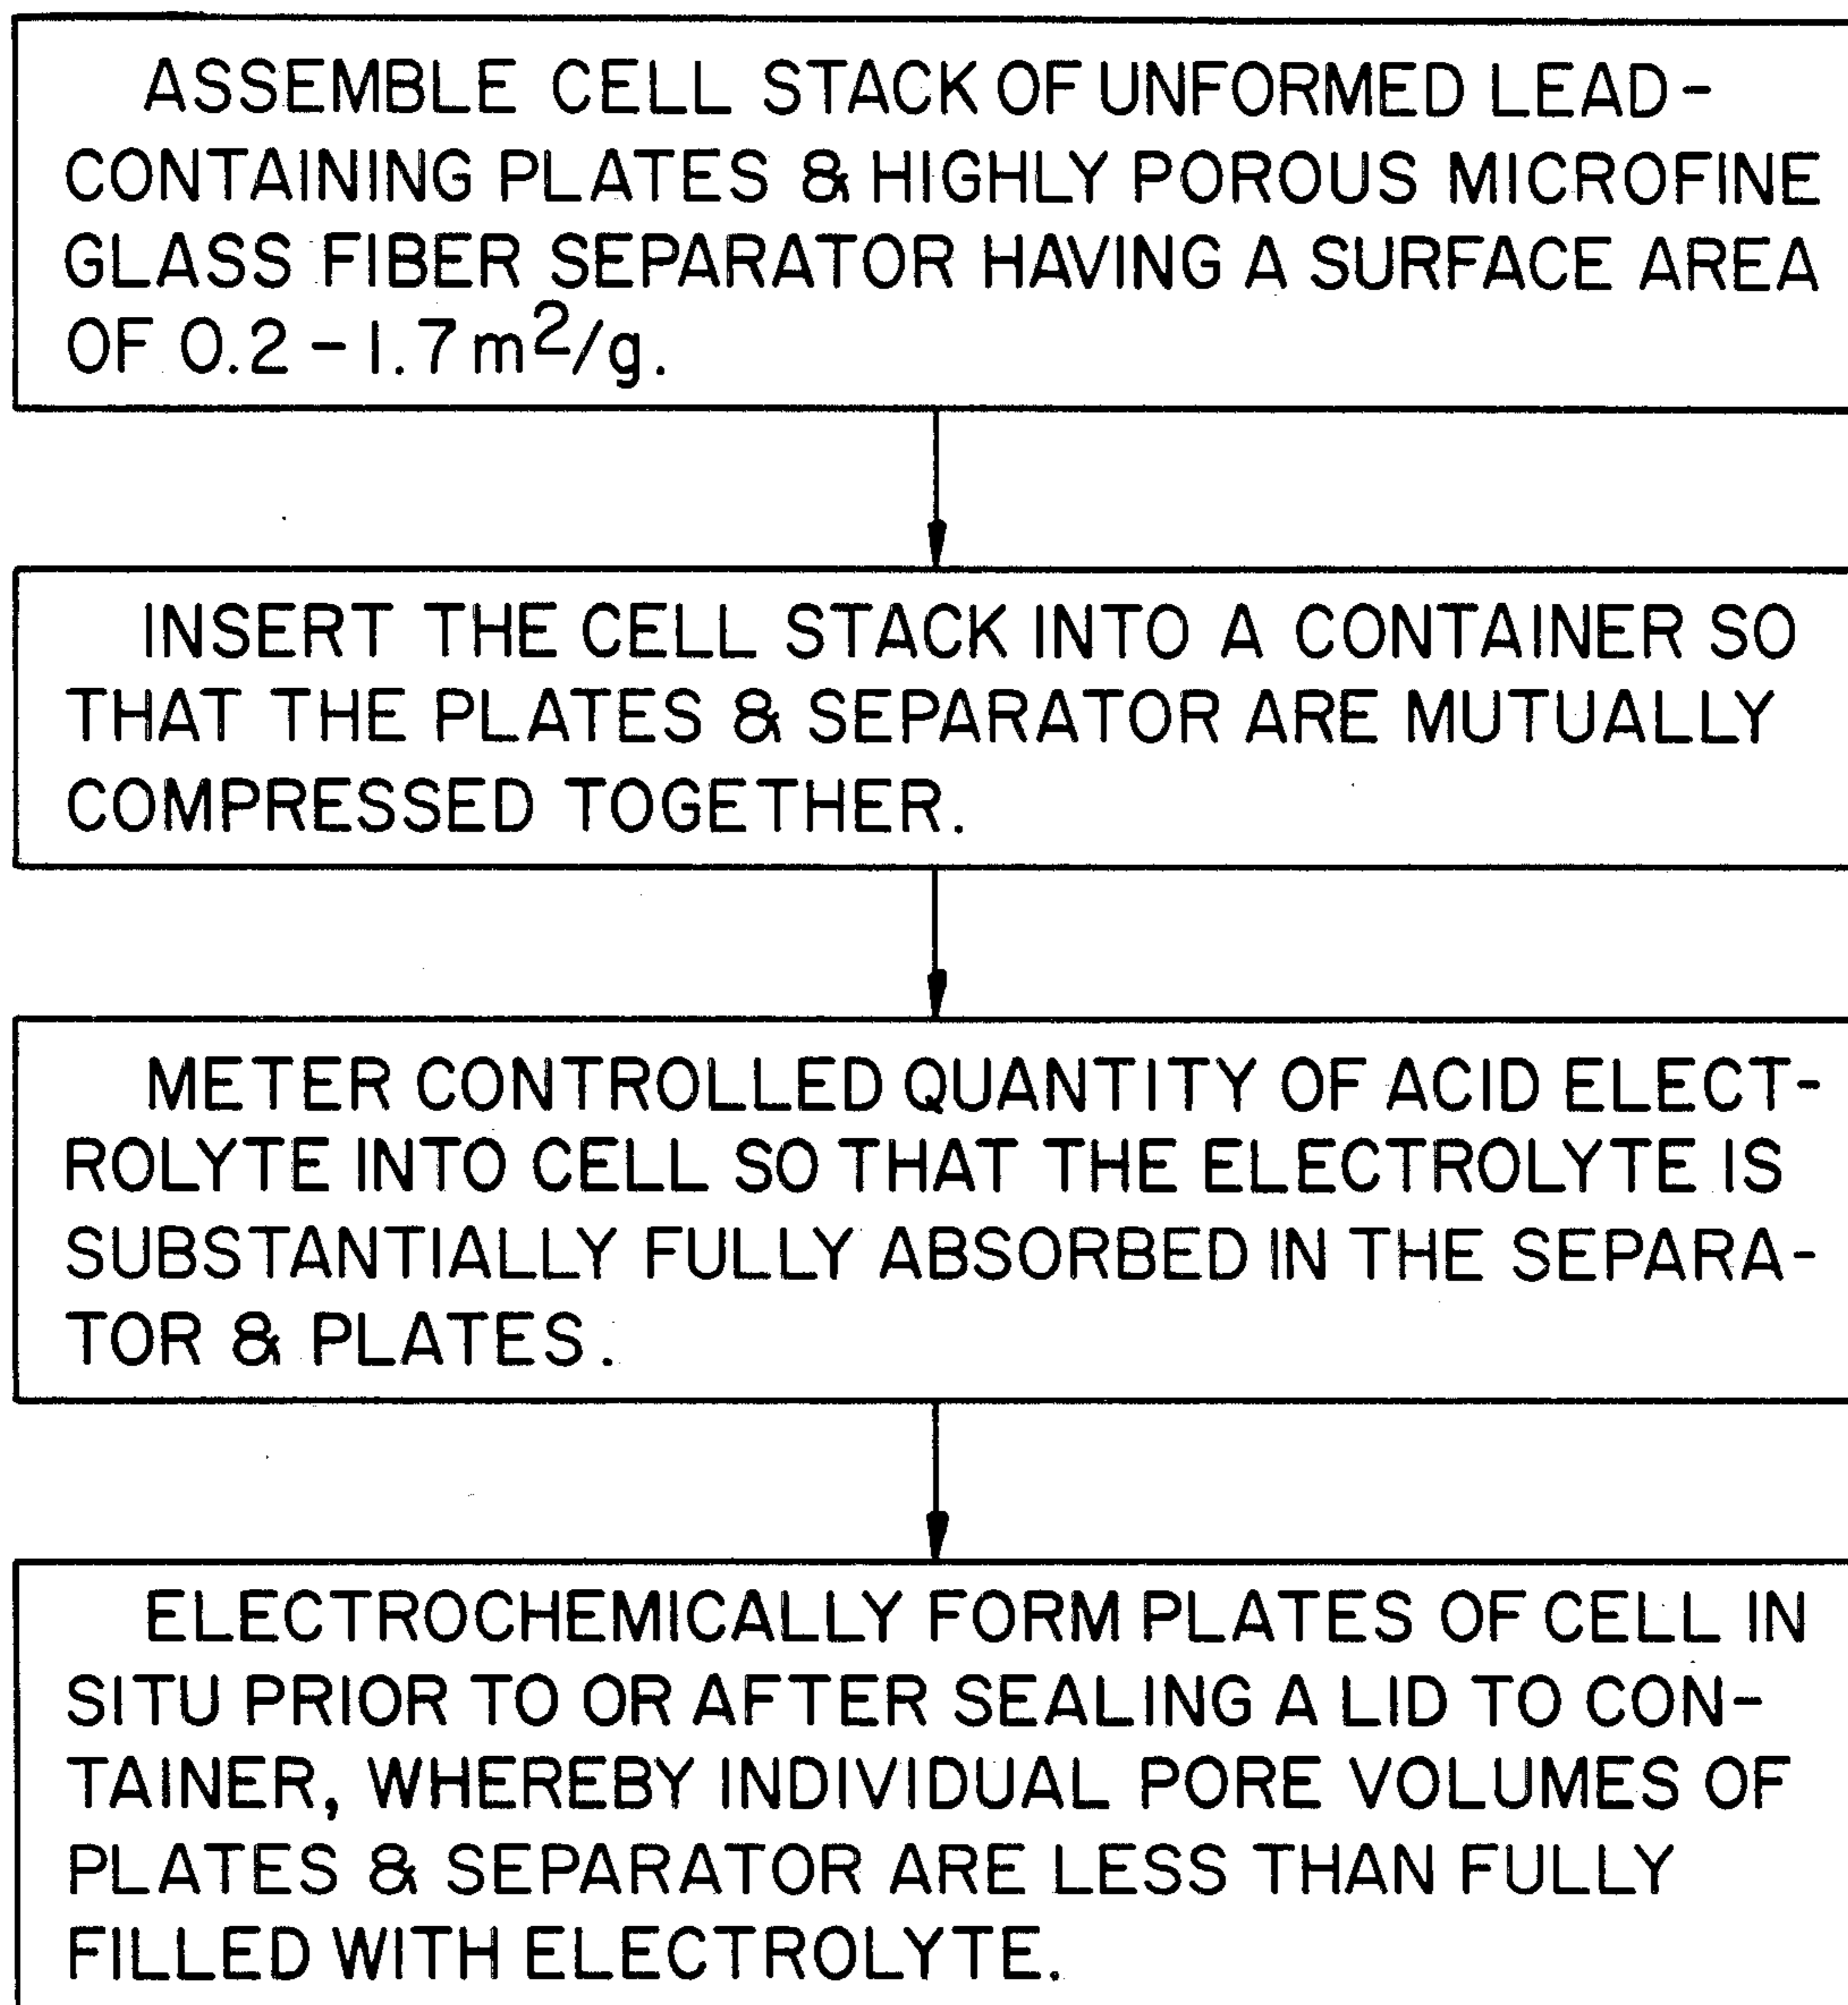 ASSEMBLE CELL STACK OF UNFORMED LEAD-
CONTAINING PLATES & HIGHLY POROUS MICROFINE
GLASS FIBER SEPARATOR HAVING A SURFACE AREA
OF 0.2 - 1.7 m²/g.
INSERT THE CELL STACK INTO A CONTAINER SO
THAT THE PLATES & SEPARATOR ARE MUTUALLY
COMPRESSED TOGETHER.
METER CONTROLLED QUANTITY OF ACID ELECT-
ROLYTE INTO CELL SO THAT THE ELECTROLYTE IS
SUBSTANTIALLY FULLY ABSORBED IN THE SEPARA-
TOR & PLATES.
ELECTROCHEMICALLY FORM PLATES OF CELL IN
SITU PRIOR TO OR AFTER SEALING A LID TO CON-
TAINER, WHEREBY INDIVIDUAL PORE VOLUMES OF
PLATES & SEPARATOR ARE LESS THAN FULLY
FILLED WITH ELECTROLYTE.